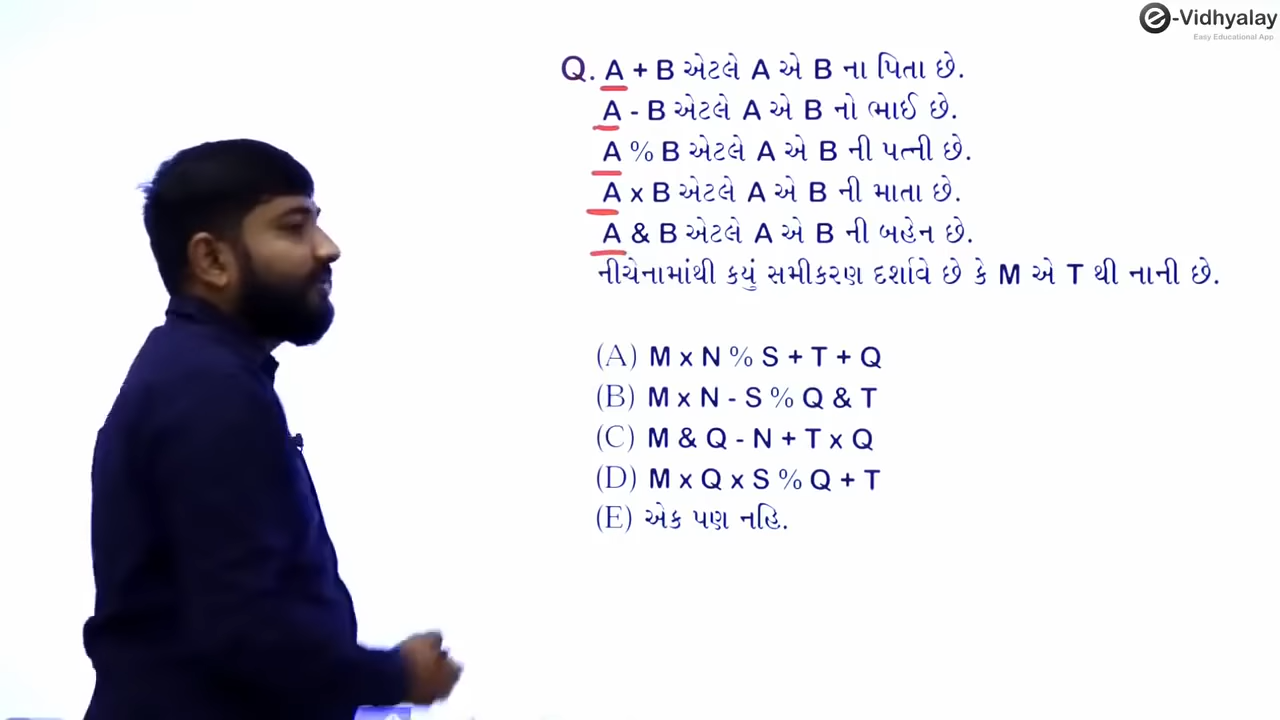 e-Vidhyalay
Easy Educational App
Q. A + B એટલે A એ B ના પિતા છે.
A - B એટલે A એ B નો ભાઈ છે.
A % B એટલે A એ B ની પત્ની છે.
A x B એટલે A એ B ની માતા છે.
A & B એટલે A એ B ની બહેન છે.
નીચેનામાંથી કયું સમીકરણ દર્શાવે છે કે M એ T થી નાની છે.
(A) M x N % S + T + Q
(B) M x N - S % Q & T
(C) M & Q - N + T x Q
(D) M x Q x S % Q + T
(E) એક પણ નહિ.